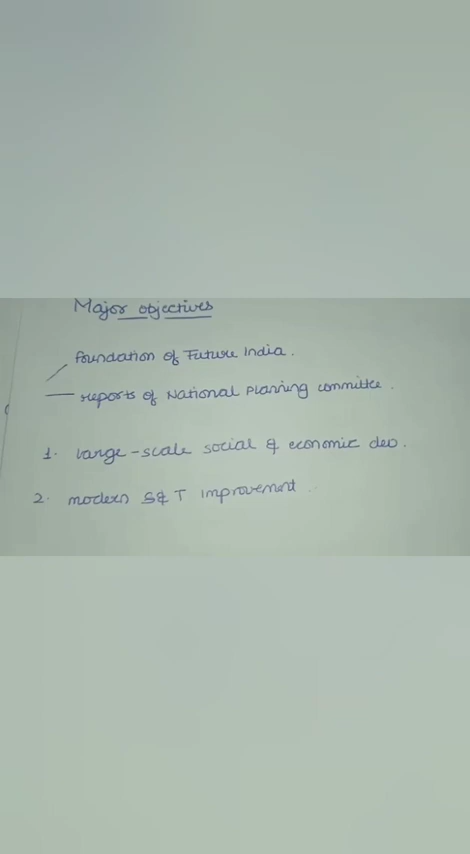 Major objectives
foundation of Future India.
reports of National Planning committee.
1. large-scale social & economic dev.
2. modern S&T improvement